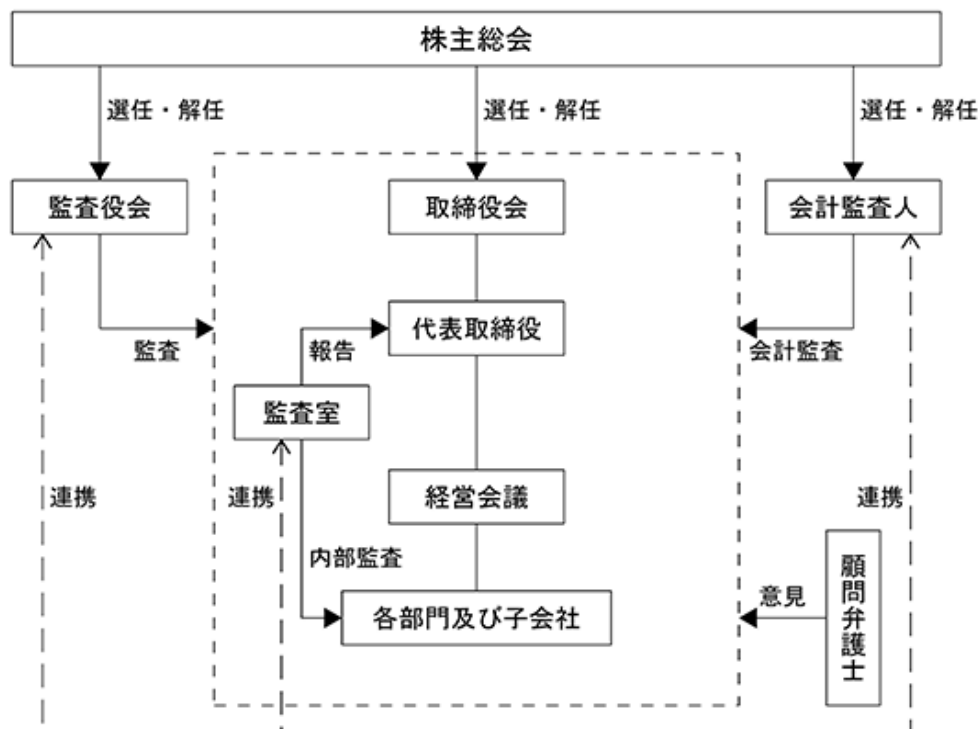 株主総会
選任・解任
選任・解任
選任・解任
監査役会
取締役会
会計監査人
代表取締役
監査
報告
会計監査
監査室
連携
連携
経営会議
連携
内部監査
顧問弁護士
意見
各部門及び子会社